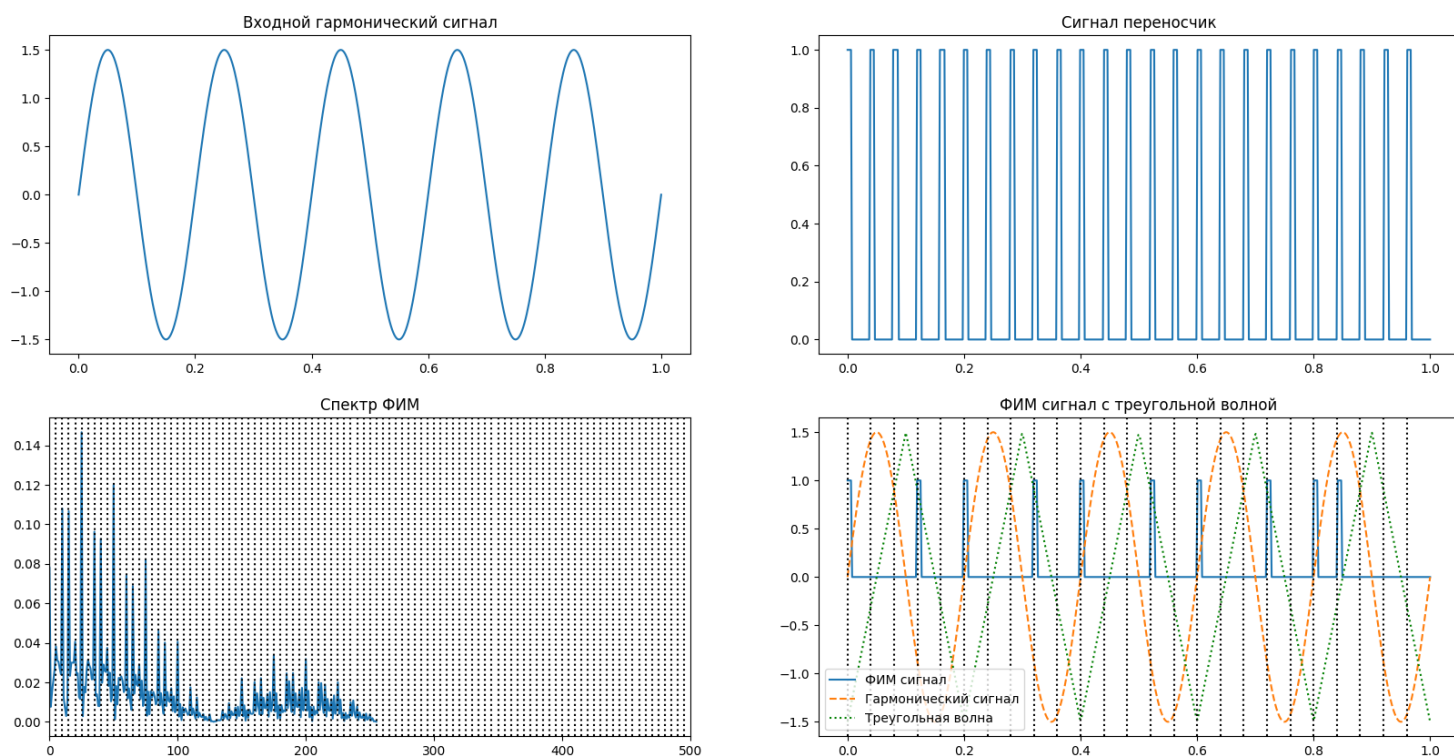 Входной гармонический сигнал
1.5
1.0
0.5
0.0
−0.5
−1.0
−1.5
0.0 0.2 0.4 0.6 0.8 1.0
Сигнал переносчик
1.0
0.8
0.6
0.4
0.2
0.0
0.0 0.2 0.4 0.6 0.8 1.0
Спектр ФИМ
0.14
0.12
0.10
0.08
0.06
0.04
0.02
0.00
0 100 200 300 400 500
ФИМ сигнал с треугольной волной
1.5
1.0
0.5
0.0
−0.5
−1.0
−1.5
ФИМ сигнал
Гармонический сигнал
Треугольная волна
0.0 0.2 0.4 0.6 0.8 1.0